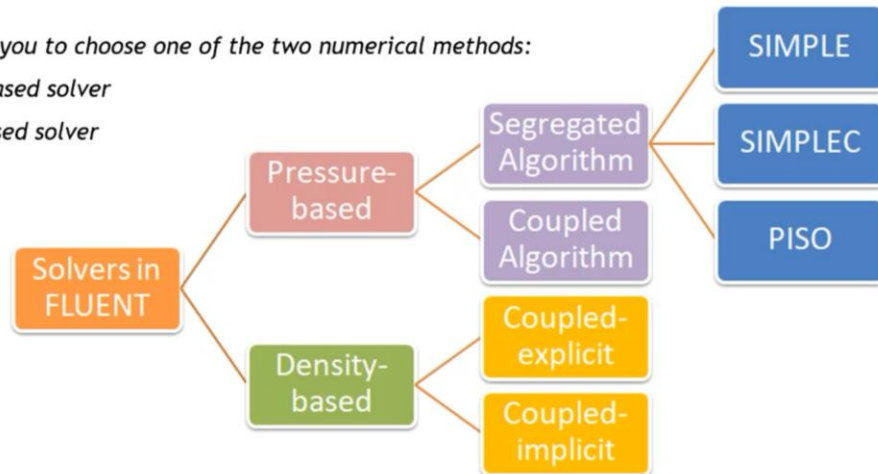 you to choose one of the two numerical methods:
ased solver
sed solver
SIMPLE
Segregated
Algorithm
SIMPLEC
Pressure-
based
Coupled
Algorithm
PISO
Solvers in
FLUENT
Coupled-
explicit
Density-
based
Coupled-
implicit